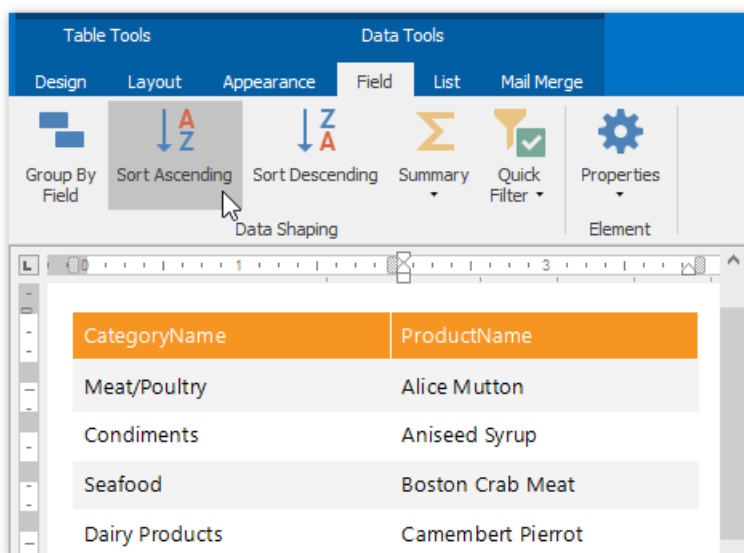 Table Tools Data Tools
Design Layout Appearance Field List Mail Merge
A Z Z A
Group By Field Sort Ascending Sort Descending Summary Quick Filter Properties
Data Shaping Element
L 0 1 3
CategoryName ProductName
Meat/Poultry Alice Mutton
Condiments Aniseed Syrup
Seafood Boston Crab Meat
Dairy Products Camembert Pierrot